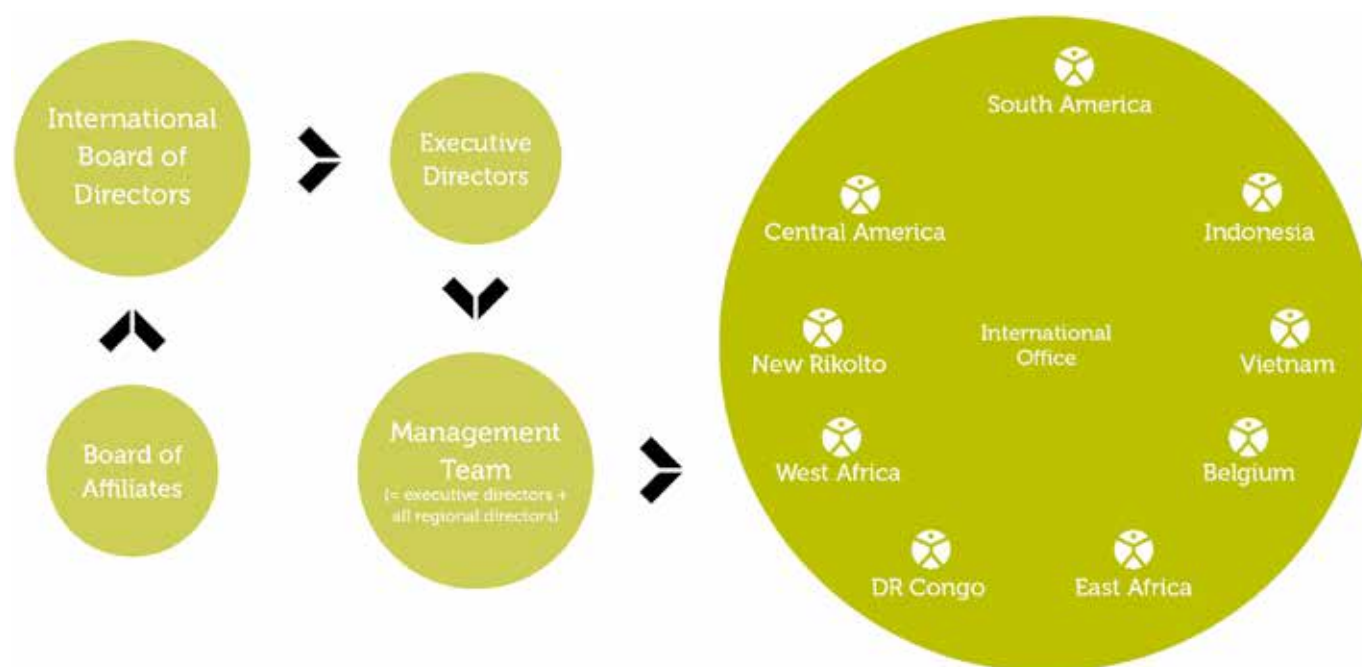 International
Board of
Directors
Executive
Directors
Board of
Affiliates
Management
Team
(= executive directors +
all regional directors)
South America
Central America
Indonesia
New Rikolto
International
Office
Vietnam
West Africa
Belgium
DR Congo
East Africa